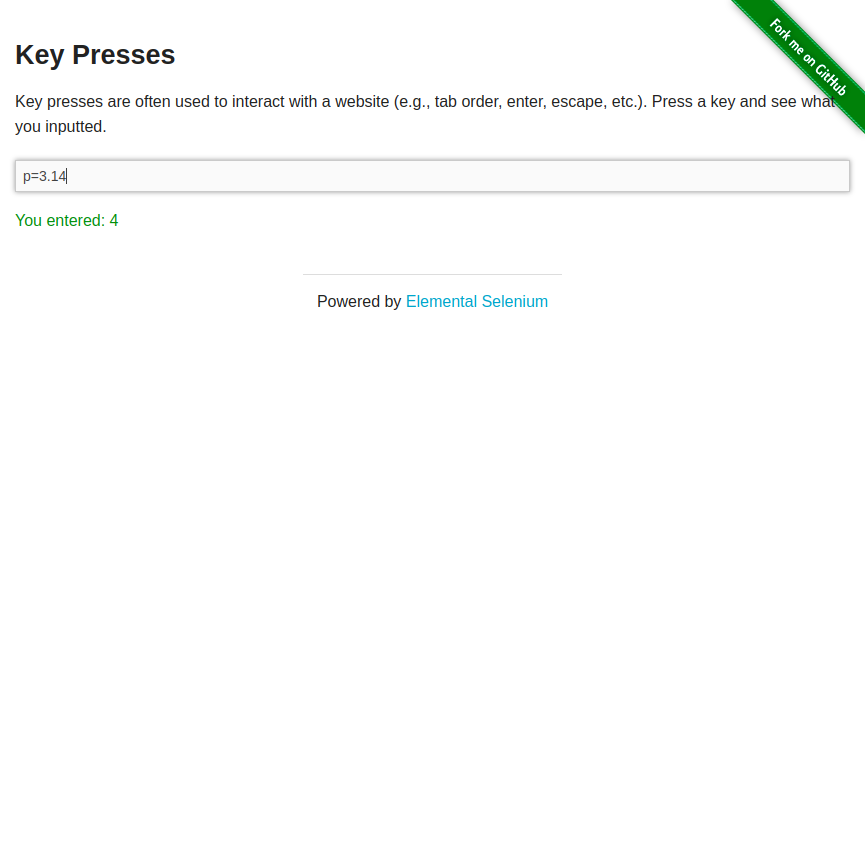 Fork me on GitHub
Key Presses
Key presses are often used to interact with a website (e.g., tab order, enter, escape, etc.). Press a key and see what
you inputted.
p=3.14
You entered: 4
Powered by Elemental Selenium